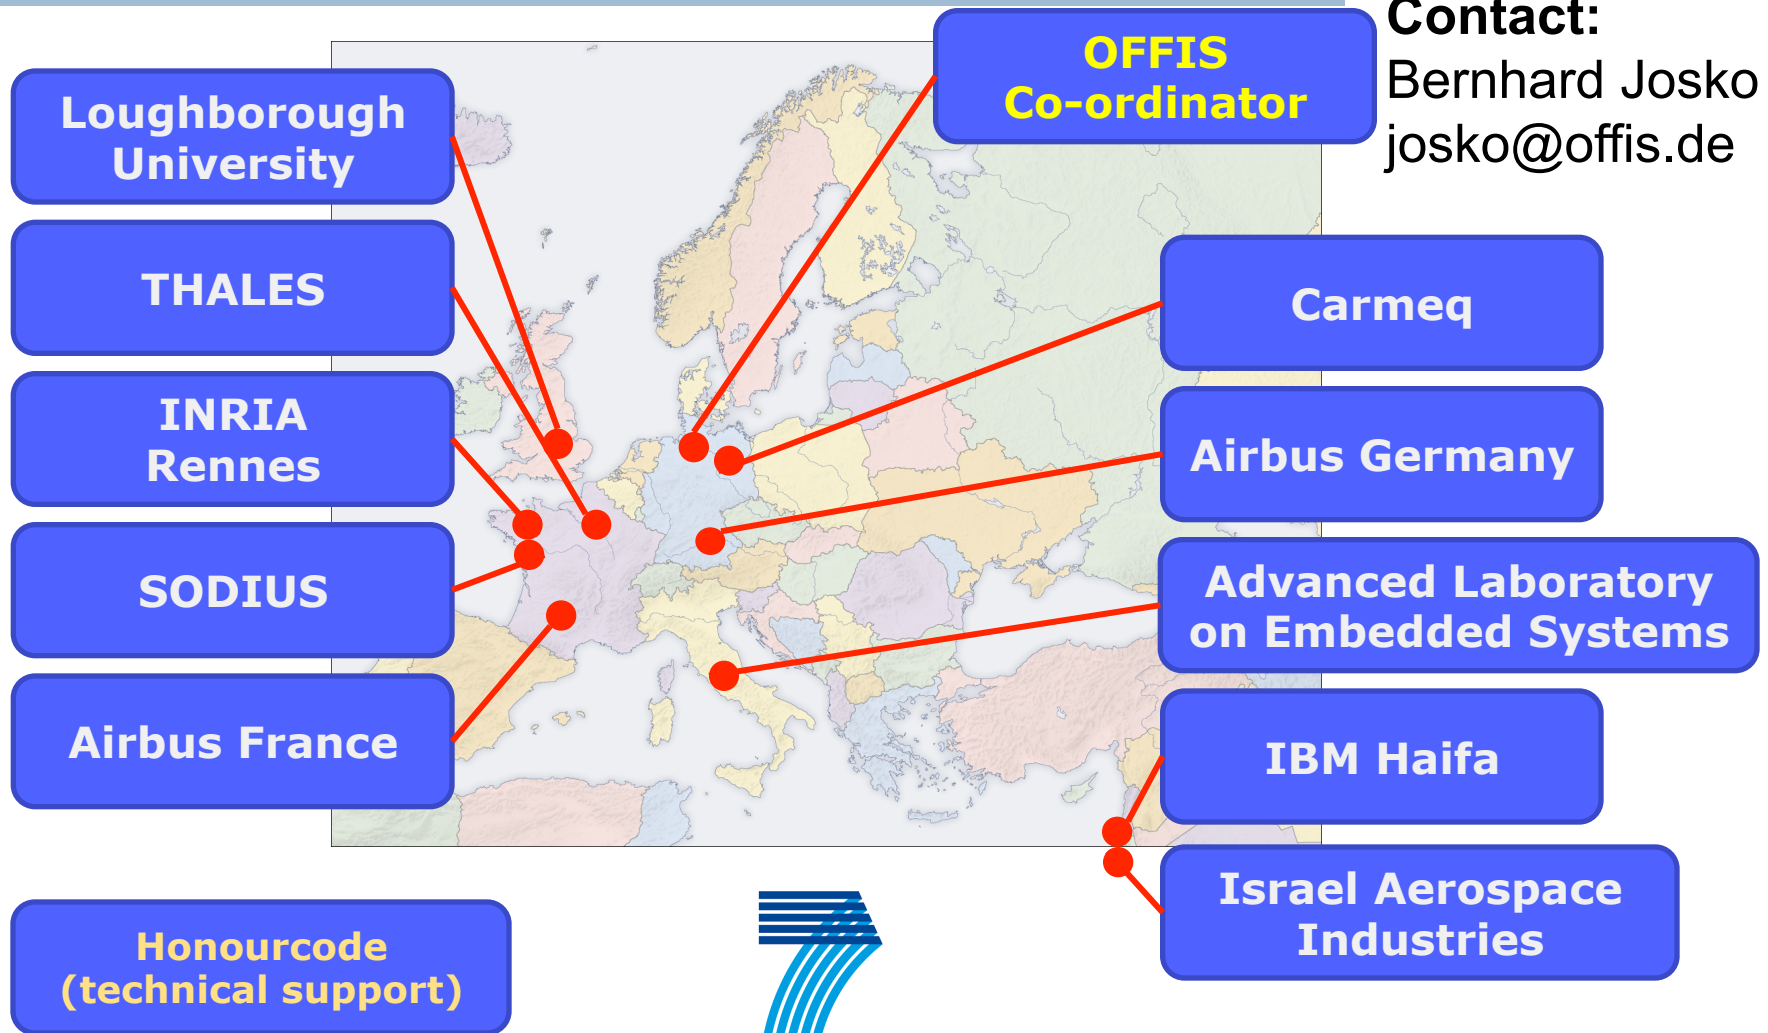 Contact:
Bernhard Josko
josko@offis.de
OFFIS
Co-ordinator
Loughborough
University
THALES
INRIA
Rennes
SODIUS
Airbus France
Carmeq
Airbus Germany
Advanced Laboratory
on Embedded Systems
IBM Haifa
Israel Aerospace
Industries
Honourcode
(technical support)
7